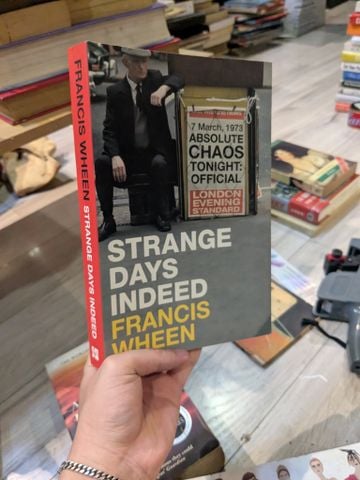 FRANCIS WHEEN STRANGE DAYS INDEED
7 March, 1973
ABSOLUTE
CHAOS
TONIGHT:
OFFICIAL
LONDON
EVENING
STANDARD
STRANGE
DAYS
INDEED
FRANCIS
WHEEN